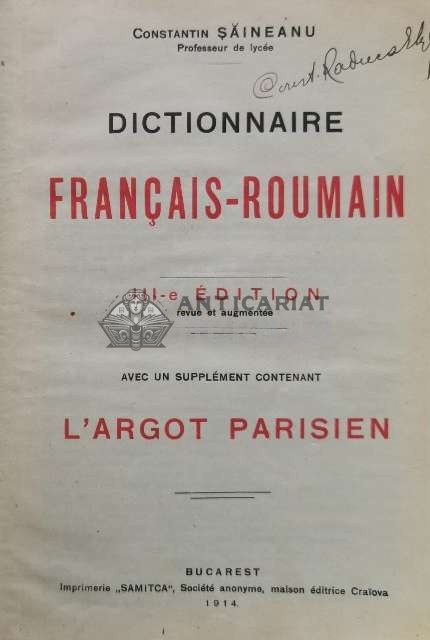 CONSTANTIN ȘĂINEANU
Professeur de lycée
DICTIONNAIRE
FRANÇAIS-ROUMAIN
III-e ÉDITION
ANTICARIAT
revue et augmentée
AVEC UN SUPPLÉMENT CONTENANT
L'ARGOT PARISIEN
BUCAREST
Imprimerie „SAMITCA“, Société anonyme, maison éditrice Craïova
1914.